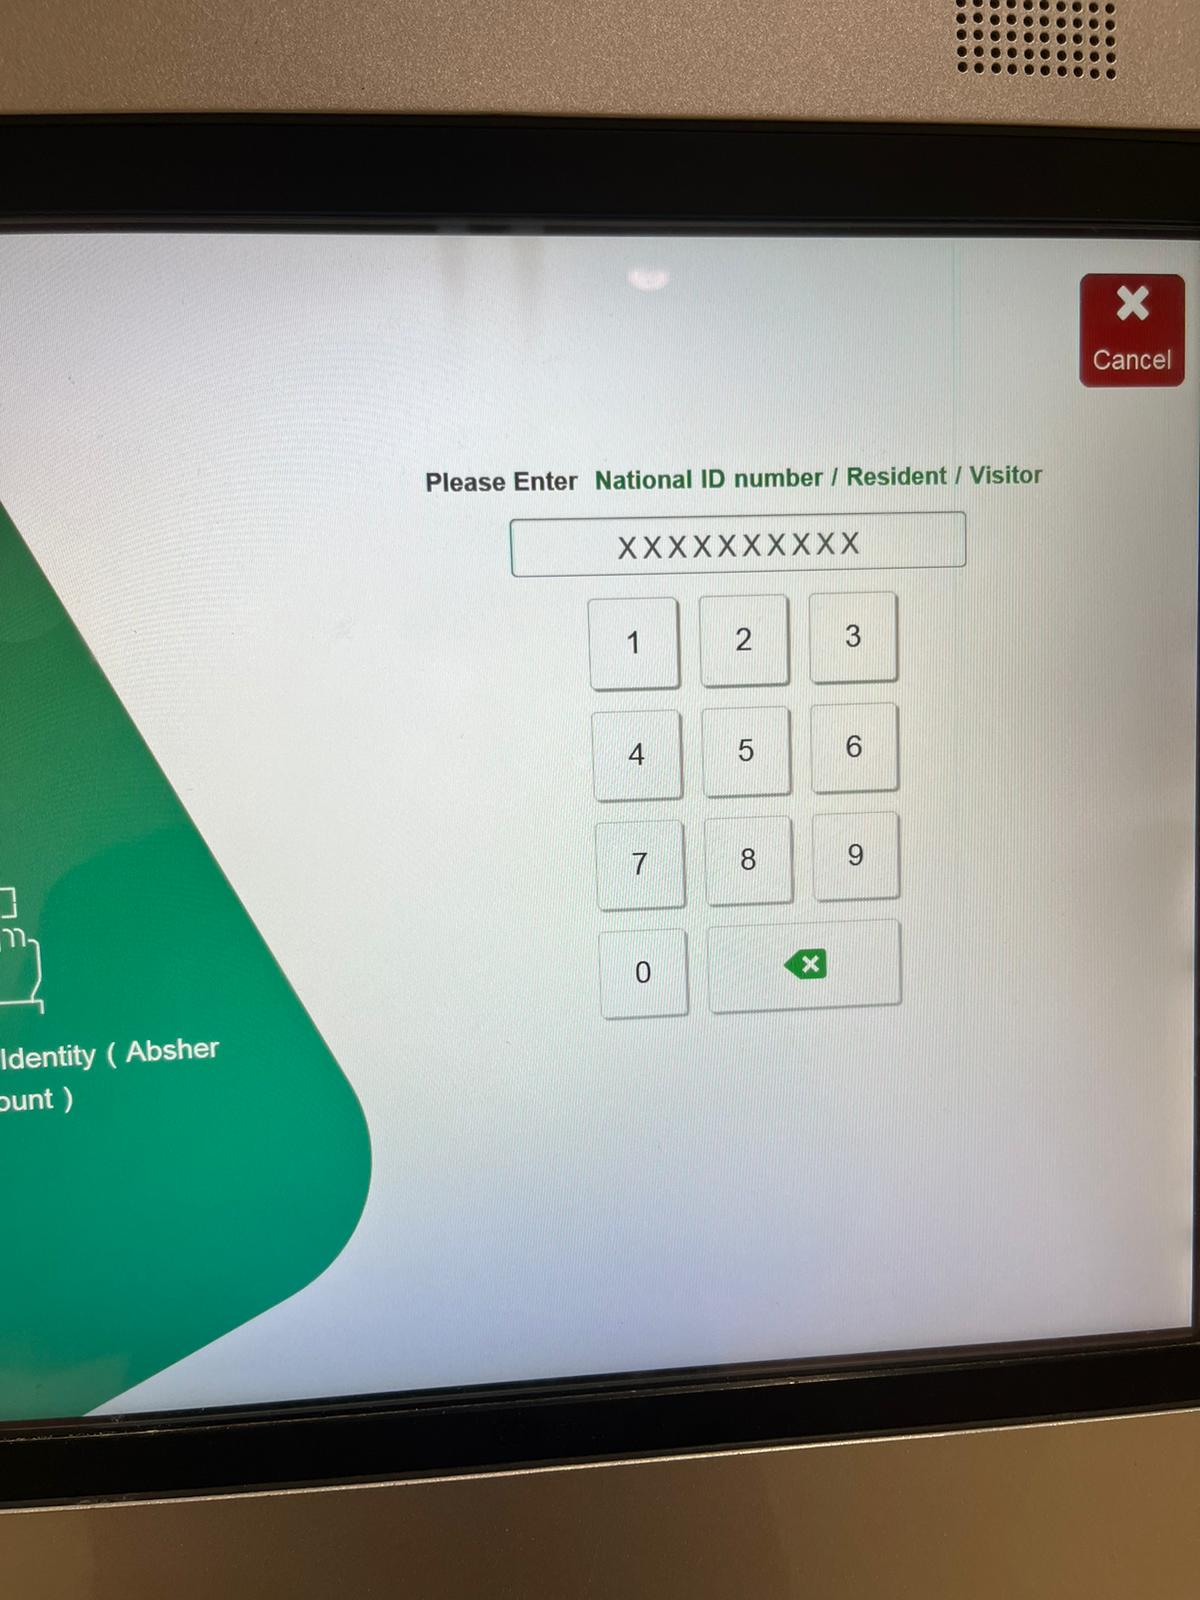 Cancel
Please Enter National ID number / Resident / Visitor
XXXXXXXXXX
1 2 3
4 5 6
7 8 9
0
Identity ( Absher
ount )